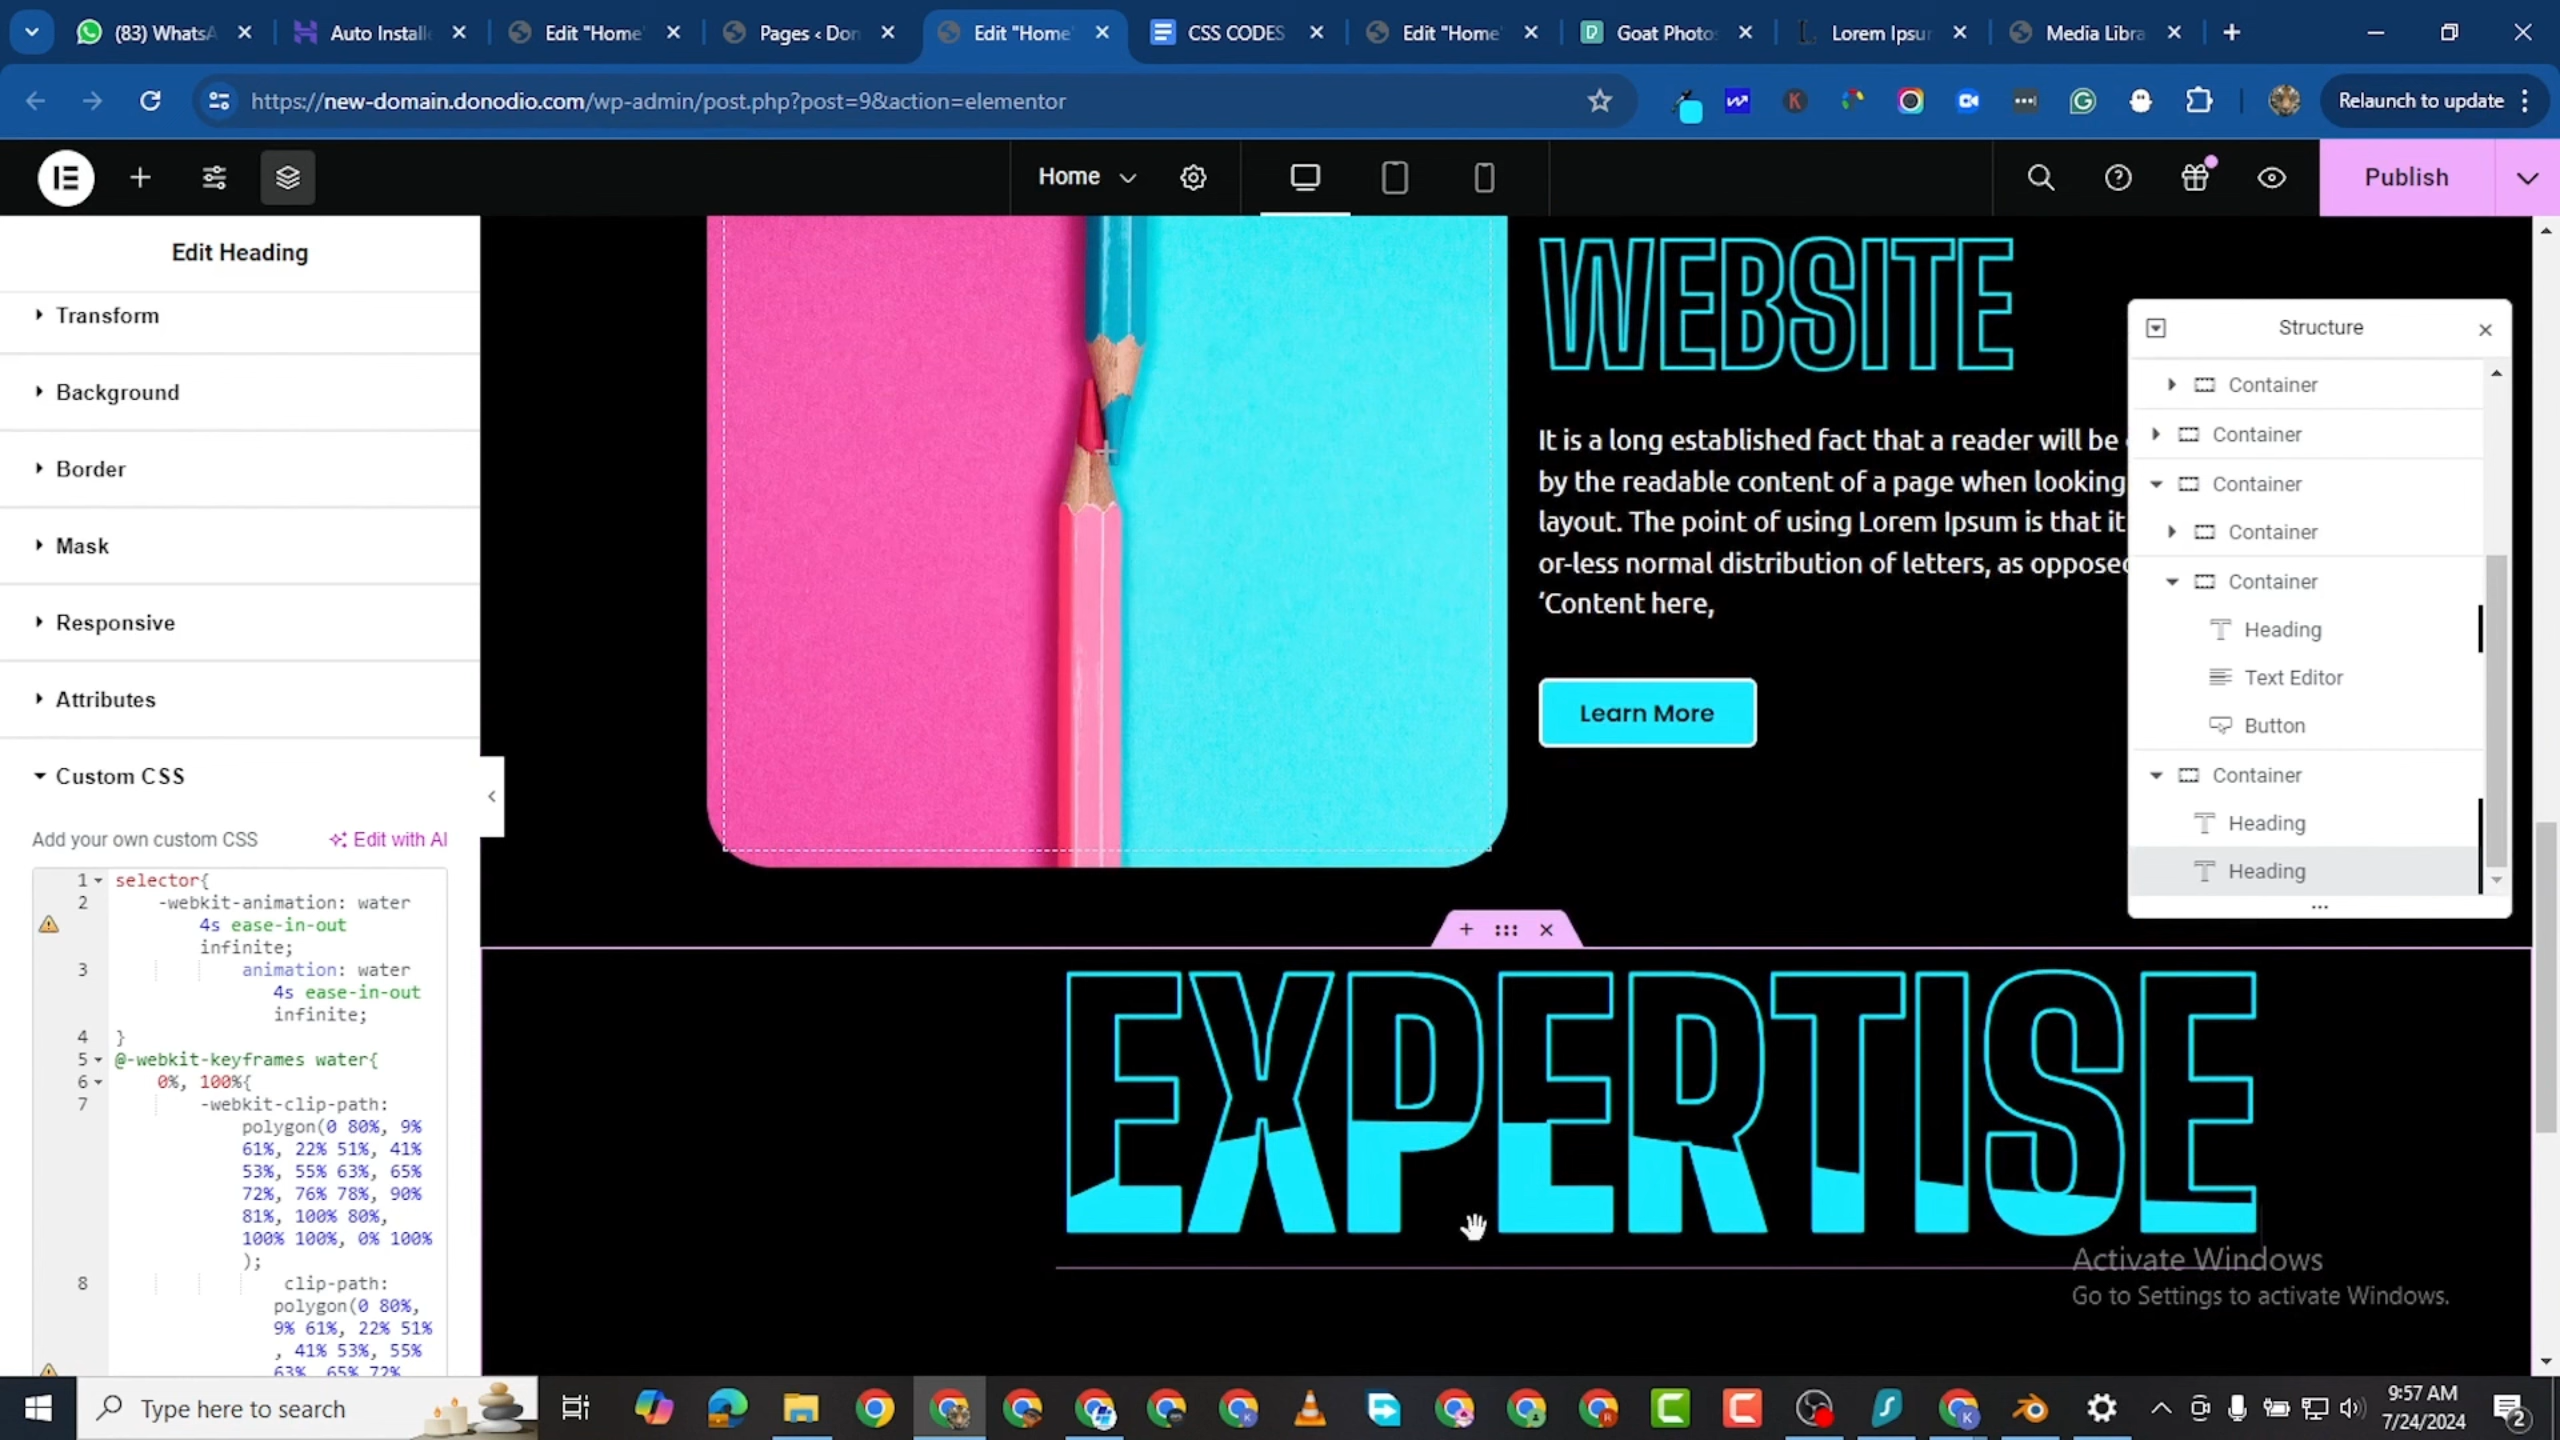 (83) WhatsA
Auto Installe
Edit "Home"
Pages ‹ Don
Edit "Home"
CSS CODES
Edit "Home"
Goat Photo
Lorem Ipsu
Media Libra
https://new-domain.donodio.com/wp-admin/post.php?post=9&action=elementor
Relaunch to update
Home
Publish
Edit Heading
Transform
Background
Border
Mask
Responsive
Attributes
Custom CSS
Add your own custom CSS
Edit with AI
1 selector{
2 -webkit-animation: water
4s ease-in-out
infinite;
3 animation: water
4s ease-in-out
infinite;
4 }
5 @-webkit-keyframes water{
6 0%, 100%{
7 -webkit-clip-path:
polygon(0 80%, 9%
61%, 22% 51%, 41%
53%, 55% 63%, 65%
72%, 76% 78%, 90%
81%, 100% 80%,
100% 100%, 0% 100%
);
8 clip-path:
polygon(0 80%,
9% 61%, 22% 51%
, 41% 53%, 55%
63%, 65% 72%
WEBSITE
It is a long established fact that a reader will be
by the readable content of a page when looking
layout. The point of using Lorem Ipsum is that it
or-less normal distribution of letters, as opposed
‘Content here,
Learn More
Structure
Container
Container
Container
Container
Container
Heading
Text Editor
Button
Container
Heading
Heading
EXPERTISE
Activate Windows
Go to Settings to activate Windows.
Type here to search
9:57 AM
7/24/2024
2